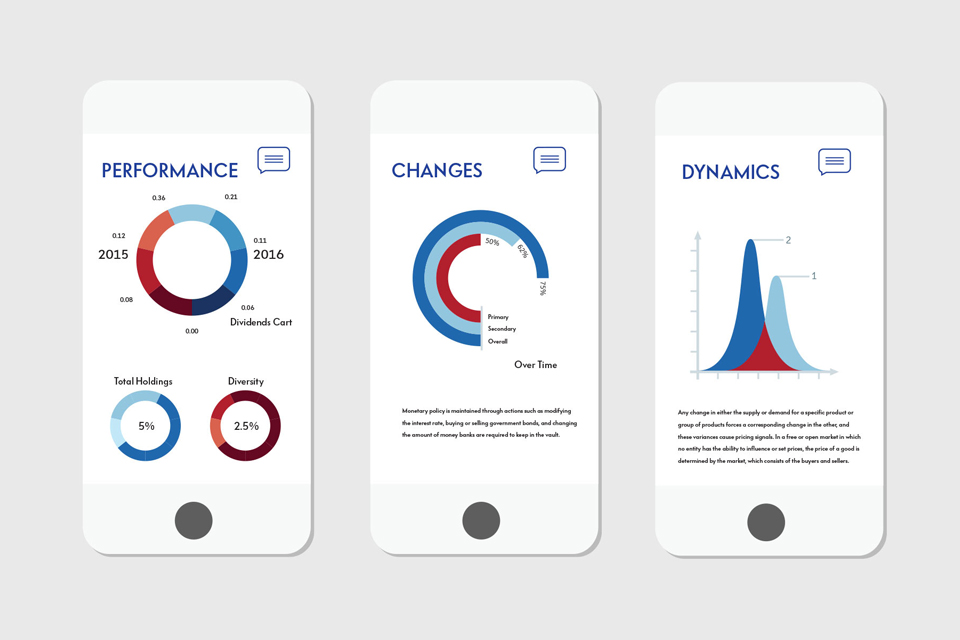 PERFORMANCE
0.36
0.21
0.12
0.11
2015
2016
0.08
0.06
0.00
Dividends Cart
Total Holdings
Diversity
5%
2.5%
CHANGES
50%
62%
75%
Primary
Secondary
Overall
Over Time
Monetary policy is maintained through actions such as modifying
the interest rate, buying or selling government bonds, and changing
the amount of money banks are required to keep in the vault.
DYNAMICS
2
1
Any change in either the supply or demand for a specific product or
group of products forces a corresponding change in the other, and
these variances cause pricing signals. In a free or open market in which
no entity has the ability to influence or set prices, the price of a good is
determined by the market, which consists of the buyers and sellers.